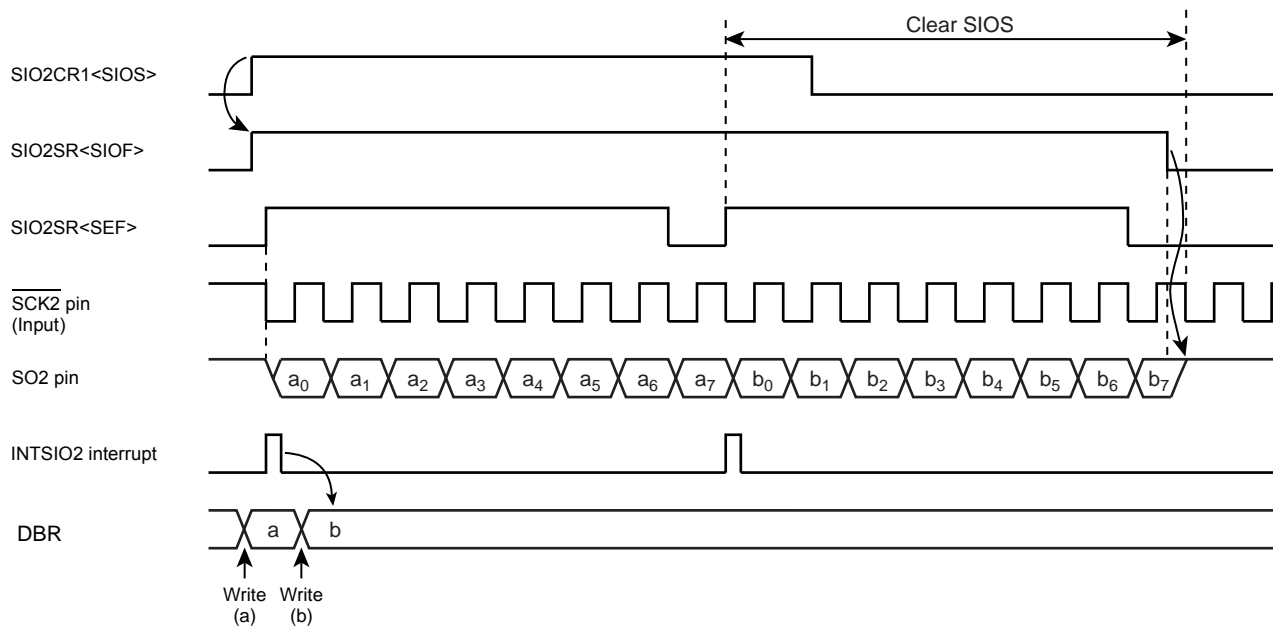 Clear SIOS
SIO2CR1<SIOS>
SIO2SR<SIOF>
SIO2SR<SEF>
SCK2 pin
(Input)
SO2 pin
a0 a1 a2 a3 a4 a5 a6 a7 b0 b1 b2 b3 b4 b5 b6 b7
INTSIO2 interrupt
DBR
a b
Write Write
(a) (b)